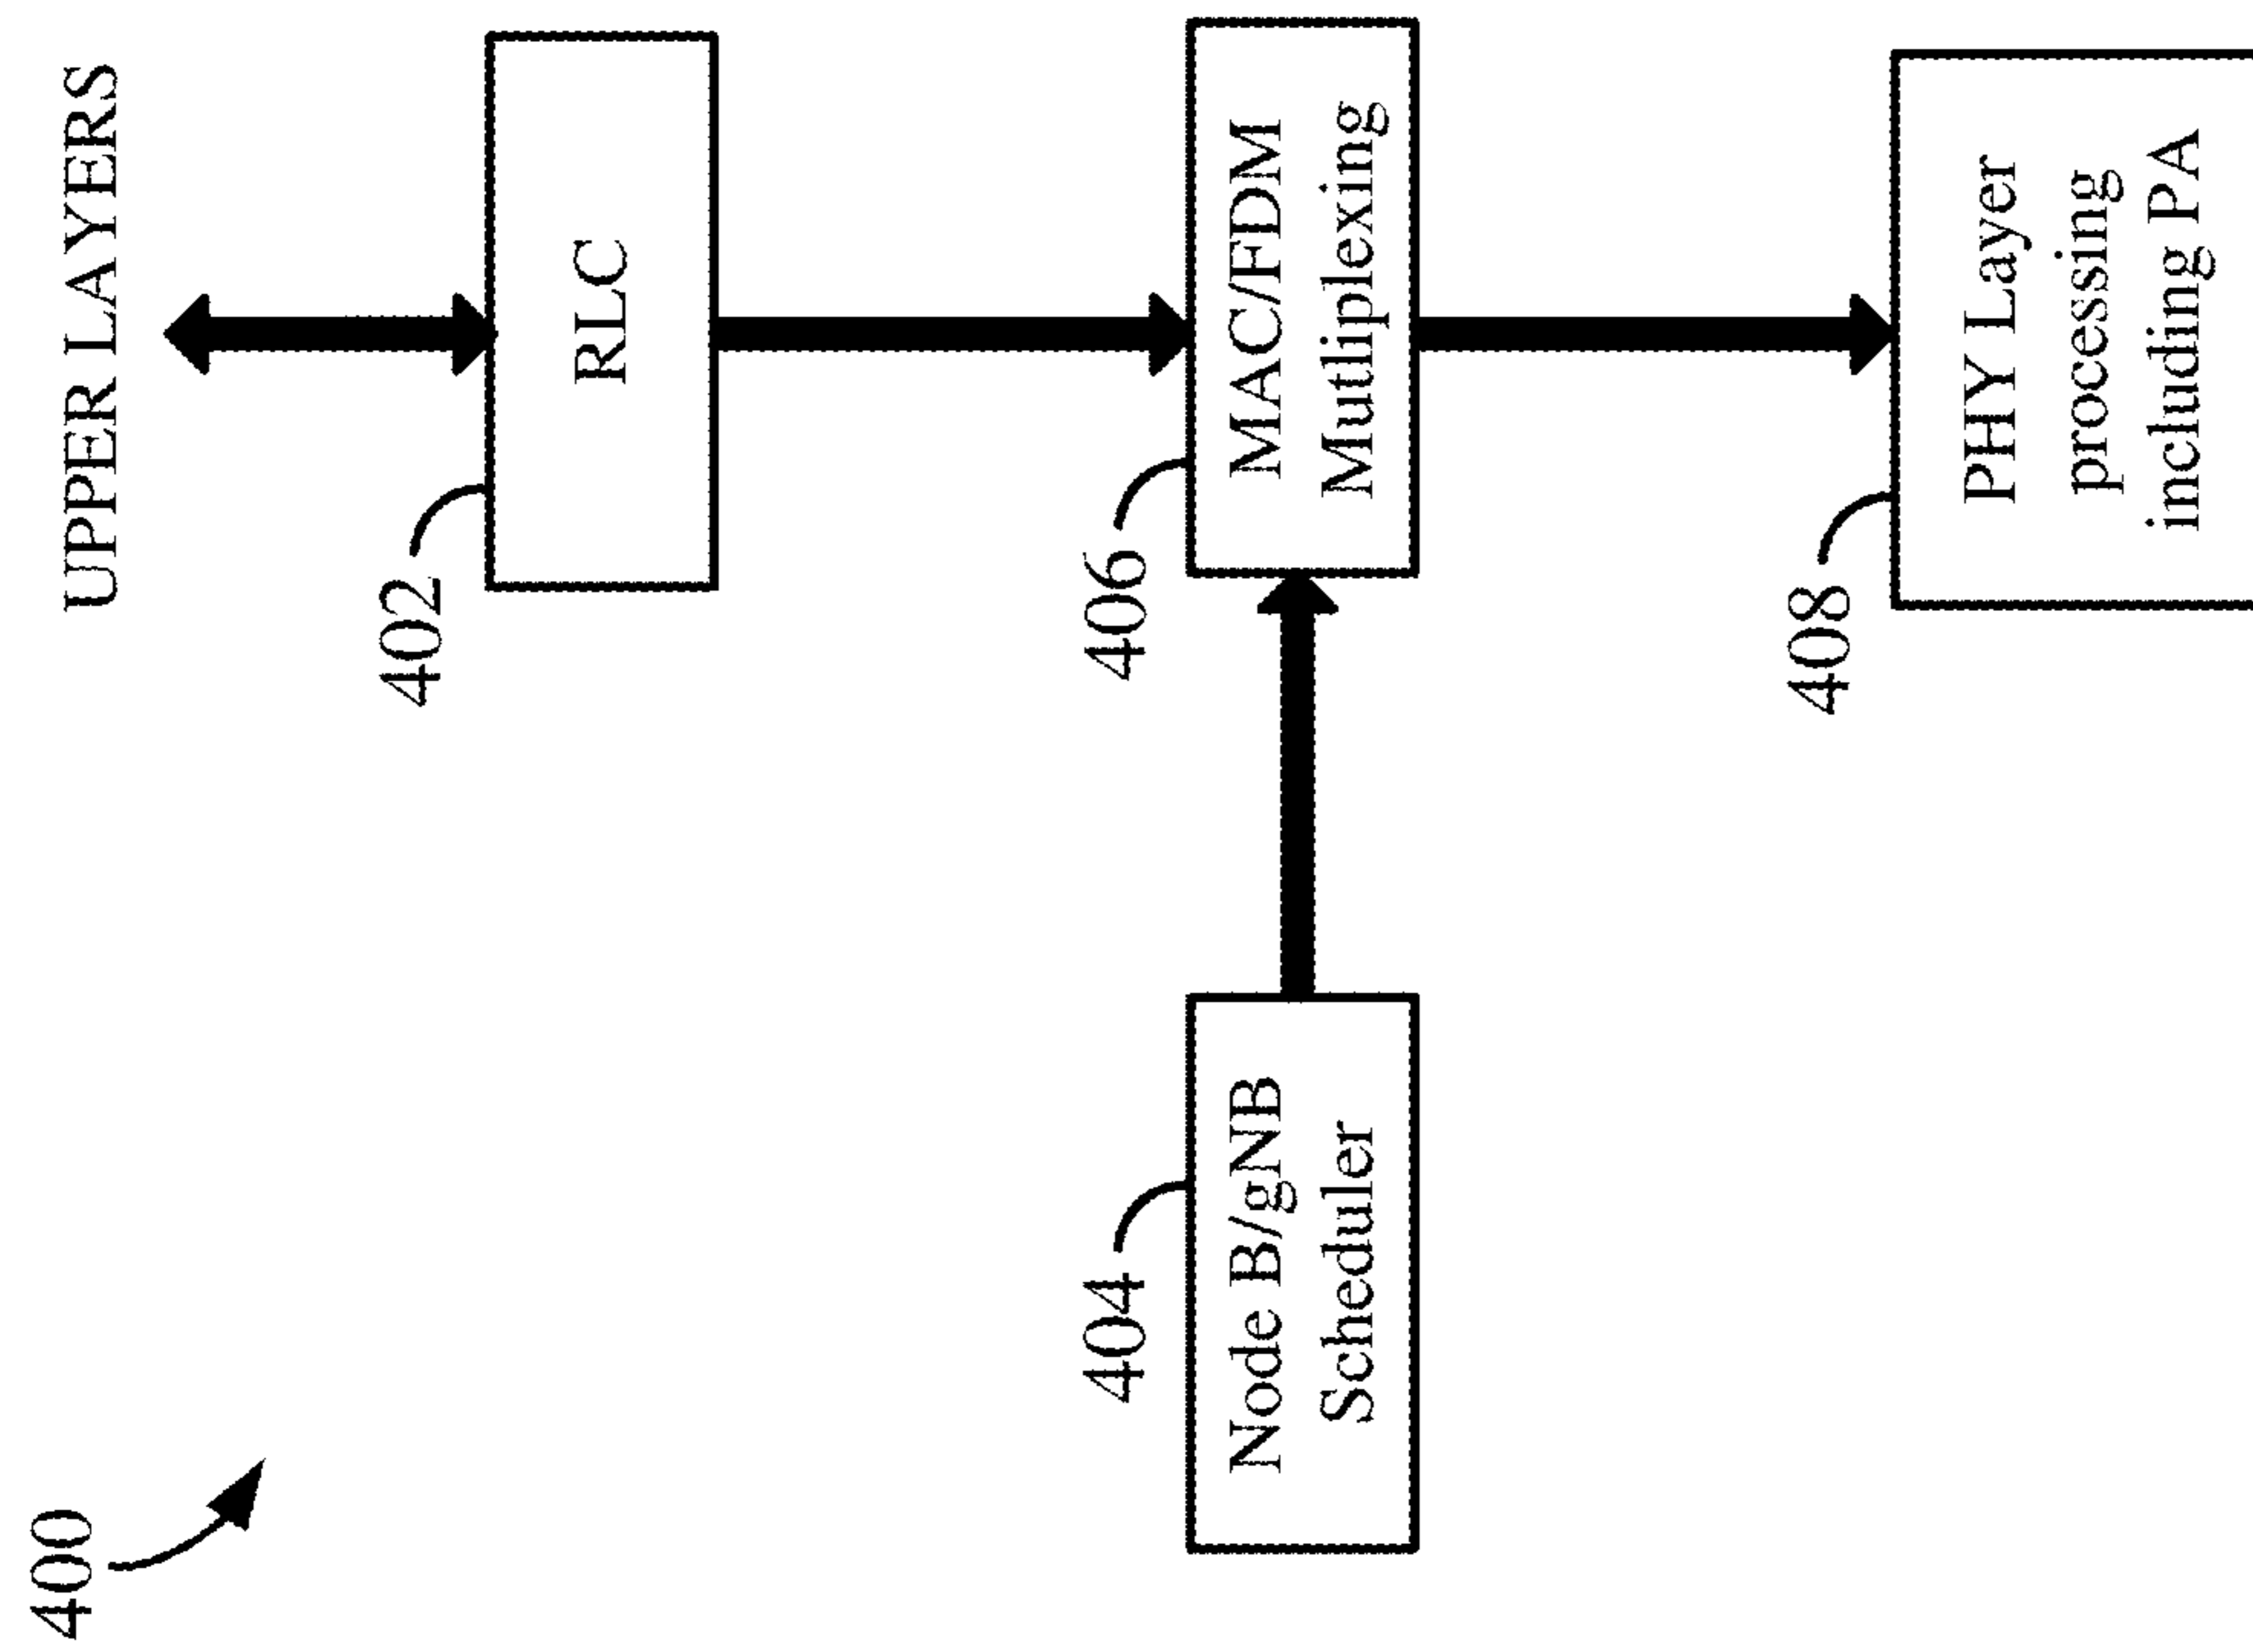 400
UPPER LAYERS
402
RLC
404
Node B/gNB
Scheduler
406
MAC/FDM
Mutliplexing
408
PHY Layer
processing
including PA